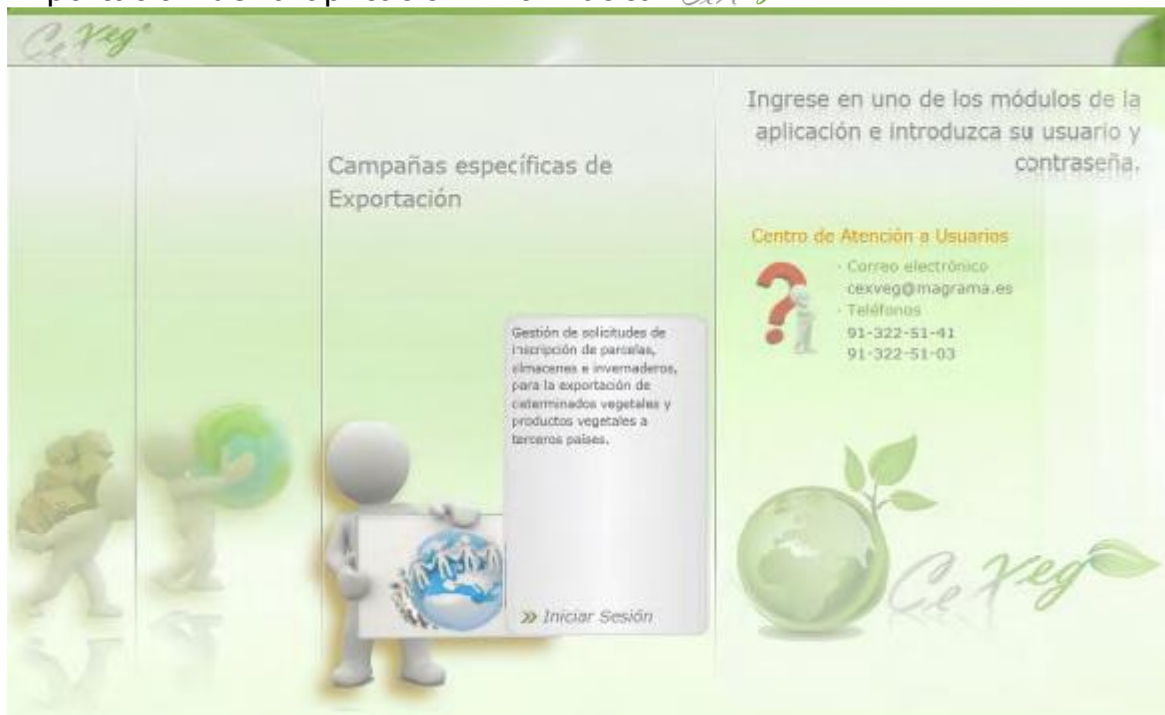 CexVeg
Campañas específicas de
Exportación
Gestión de solicitudes de
inscripción de parcelas,
almacenes e invernaderos,
para la exportación de
determinados vegetales y
productos vegetales a
terceros países.
» Iniciar Sesión
Ingrese en uno de los módulos de la
aplicación e introduzca su usuario y
contraseña.
Centro de Atención a Usuarios
- Correo electrónico
cexveg@magrama.es
- Teléfonos
91-322-51-41
91-322-51-03
CexVeg